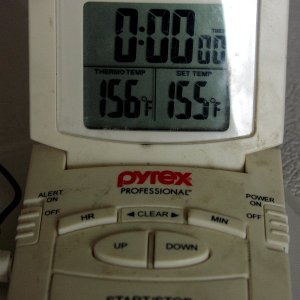 TIMER
0:00 00
THERMO TEMP SET TEMP
156°F 155°F
pyrex
PROFESSIONAL
ALERT
ON
OFF
POWER
ON
OFF
HR ◄ CLEAR ► MIN
UP DOWN
START/STOP